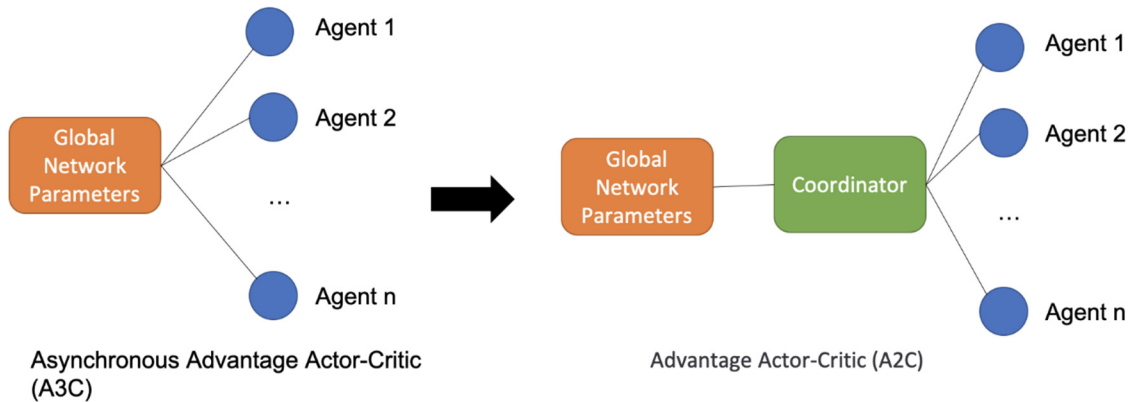 Agent 1
Agent 2
Global
Network
Parameters
...
Agent n
Asynchronous Advantage Actor-Critic
(A3C)
Agent 1
Agent 2
Global
Network
Parameters
Coordinator
...
Agent n
Advantage Actor-Critic (A2C)